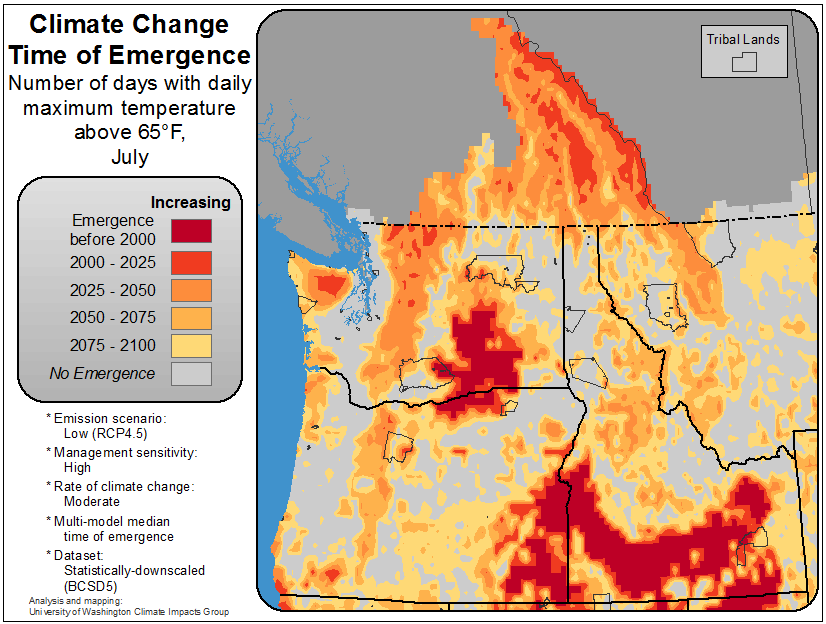 Climate Change
Time of Emergence
Number of days with daily
maximum temperature
above 65°F,
July
Increasing
Emergence
before 2000
2000 - 2025
2025 - 2050
2050 - 2075
2075 - 2100
No Emergence
* Emission scenario:
Low (RCP4.5)
* Management sensitivity:
High
* Rate of climate change:
Moderate
* Multi-model median
time of emergence
* Dataset:
Statistically-downscaled
(BCSD5)
Analysis and mapping:
University of Washington Climate Impacts Group
Tribal Lands